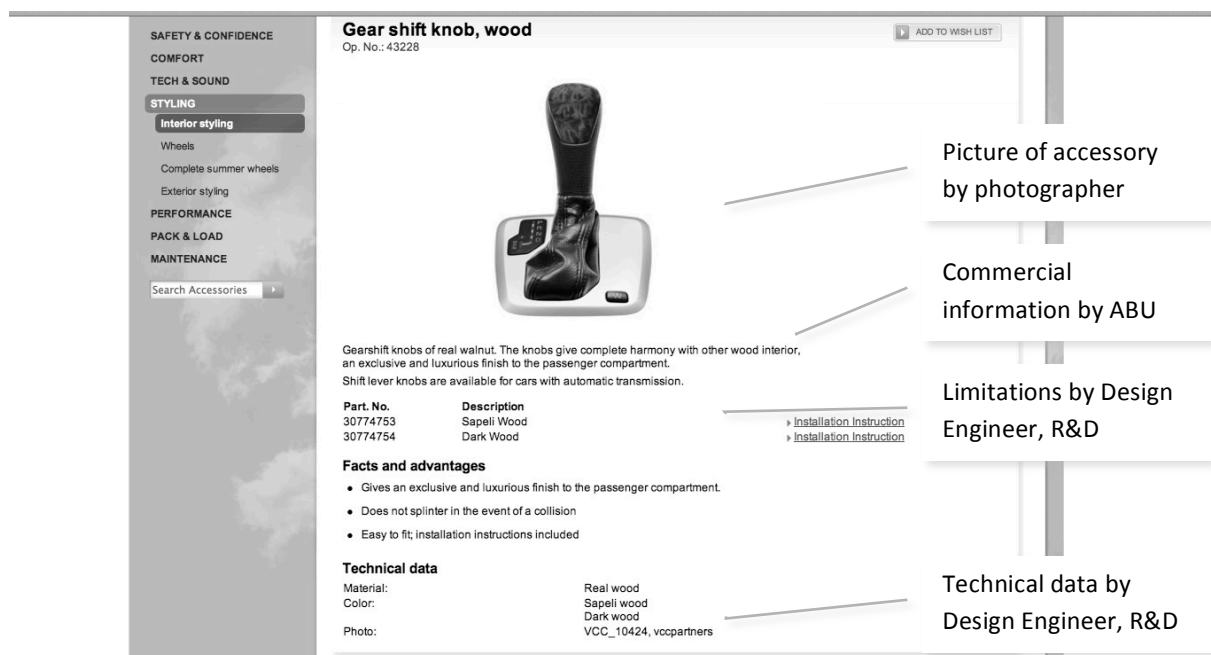 SAFETY & CONFIDENCE
COMFORT
TECH & SOUND
STYLING
Interior styling
Wheels
Complete summer wheels
Exterior styling
PERFORMANCE
PACK & LOAD
MAINTENANCE
Search Accessories
Gear shift knob, wood
Op. No.: 43228
ADD TO WISH LIST
Gearshift knobs of real walnut. The knobs give complete harmony with other wood interior,
an exclusive and luxurious finish to the passenger compartment.
Shift lever knobs are available for cars with automatic transmission.
Part. No. Description
30774753 Sapeli Wood Installation Instruction
30774754 Dark Wood Installation Instruction
Facts and advantages
• Gives an exclusive and luxurious finish to the passenger compartment.
• Does not splinter in the event of a collision
• Easy to fit; installation instructions included
Technical data
Material: Real wood
Color: Sapeli wood
Dark wood
Photo: VCC_10424, vccpartners
Picture of accessory
by photographer
Commercial
information by ABU
Limitations by Design
Engineer, R&D
Technical data by
Design Engineer, R&D